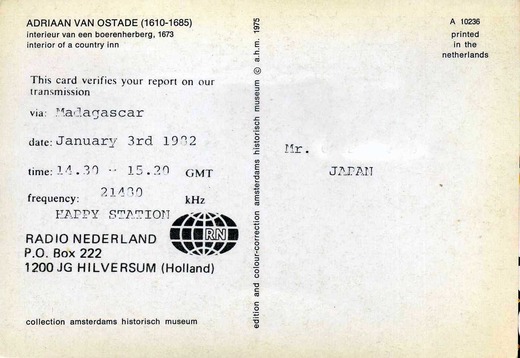 ADRIAAN VAN OSTADE (1610-1685)
interieur van een boerenherberg, 1673
interior of a country inn
A 10236
printed
in the
netherlands
This card verifies your report on our
transmission
via: Madagascar
date: January 3rd 1982
time: 14.30 - 15.20 GMT
frequency: 21480 kHz
HAPPY STATION
RADIO NEDERLAND
P.O. Box 222
1200 JG HILVERSUM (Holland)
RN
collection amsterdams historisch museum
edition and colour-correction amsterdams historisch museum © a.h.m. 1975
Mr.
JAPAN